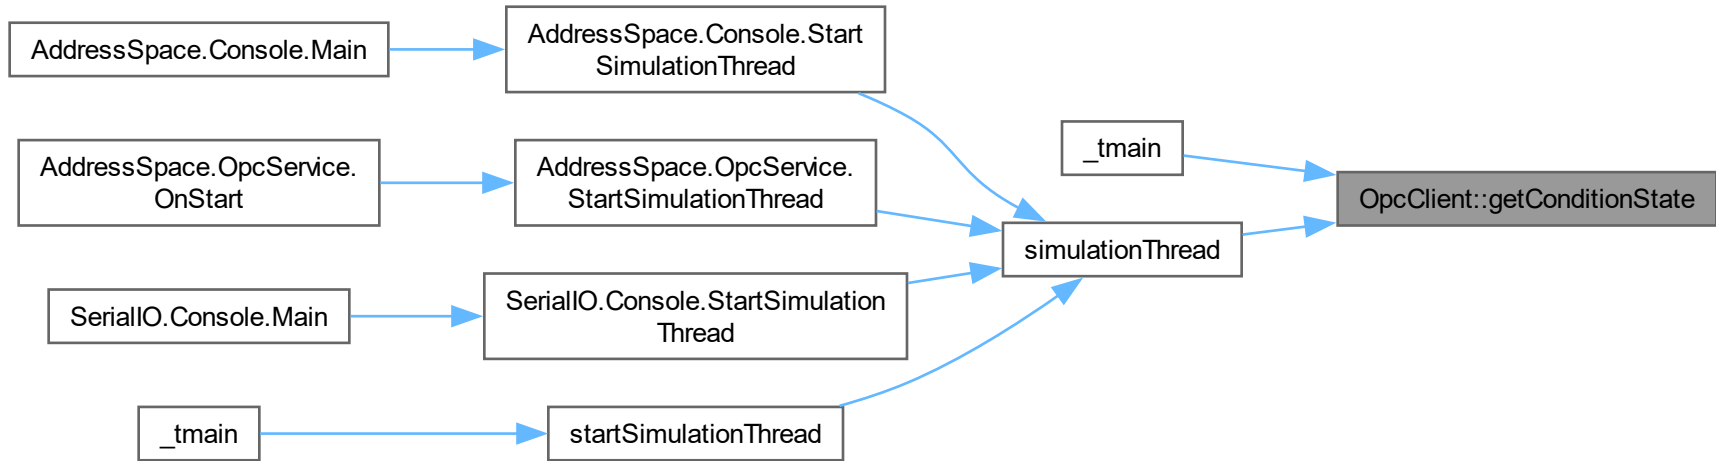 AddressSpace.Console.Main
AddressSpace.Console.Start
SimulationThread
AddressSpace.OpcService.
OnStart
AddressSpace.OpcService.
StartSimulationThread
SerialIO.Console.Main
SerialIO.Console.StartSimulation
Thread
_tmain
startSimulationThread
simulationThread
_tmain
OpcClient::getConditionState